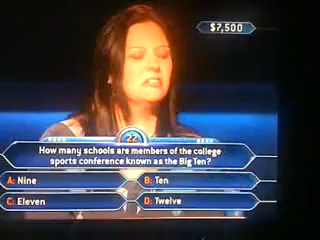 $7,500
22
How many schools are members of the college
sports conference known as the Big Ten?
A: Nine
B: Ten
C: Eleven
D: Twelve